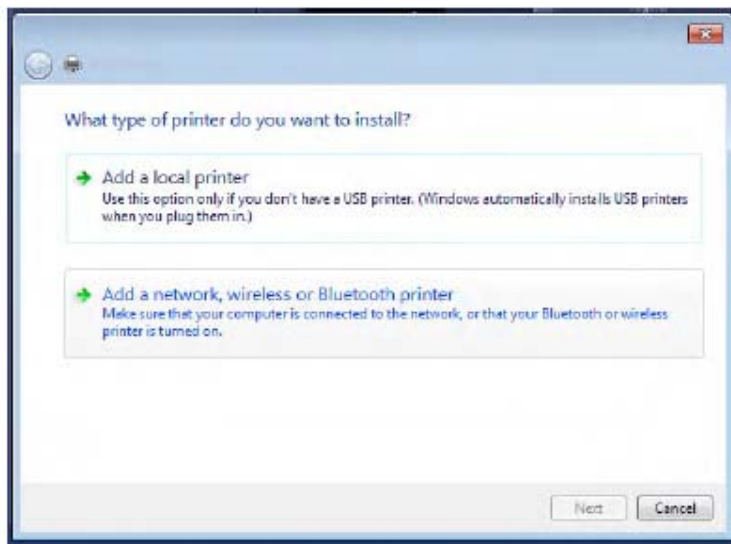 What type of printer do you want to install?
Add a local printer
Use this option only if you don't have a USB printer. (Windows automatically installs USB printers
when you plug them in.)
Add a network, wireless or Bluetooth printer
Make sure that your computer is connected to the network, or that your Bluetooth or wireless
printer is turned on.
Next
Cancel